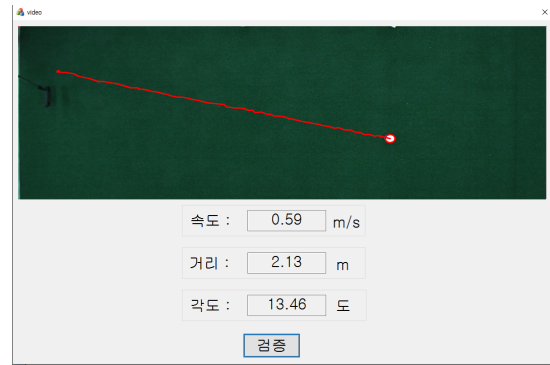 video
속도 : 0.59 m/s
거리 : 2.13 m
각도 : 13.46 도
검증